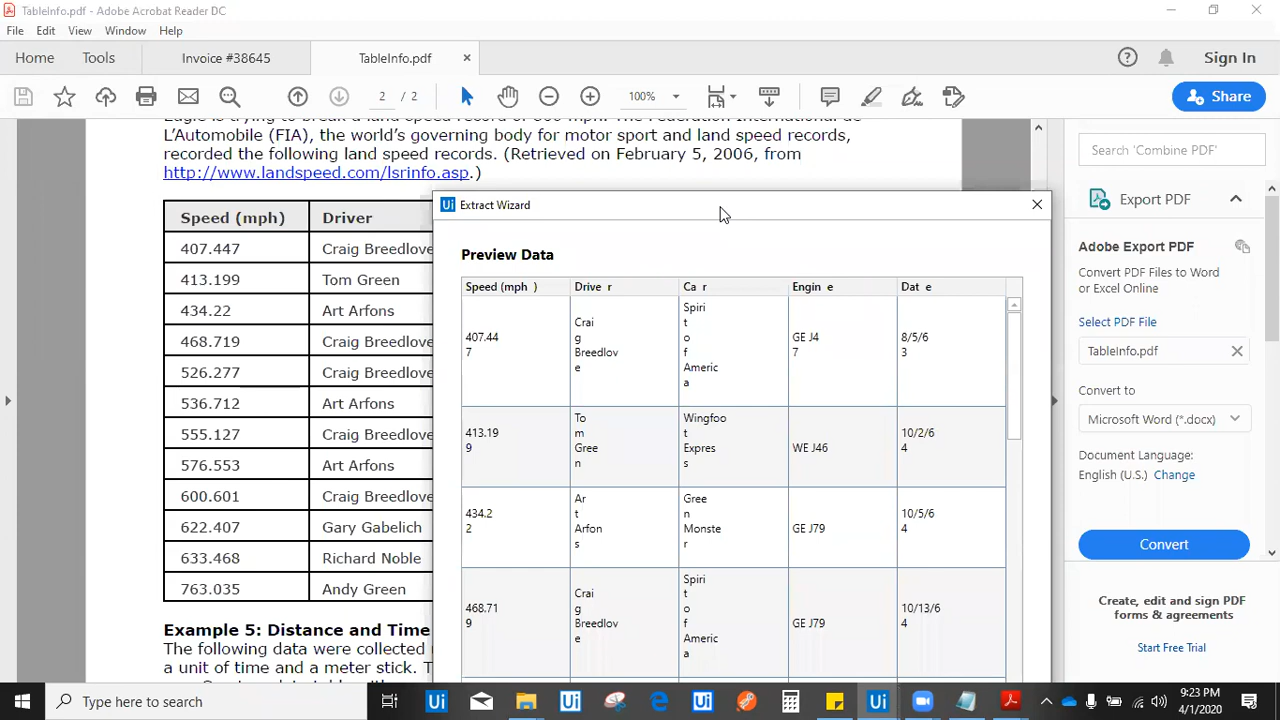 TableInfo.pdf - Adobe Acrobat Reader DC
File Edit View Window Help
Home Tools Invoice #38645 TableInfo.pdf Sign In
2 / 2 100% Share
L'Automobile (FIA), the world's governing body for motor sport and land speed records,
recorded the following land speed records. (Retrieved on February 5, 2006, from
http://www.landspeed.com/lsrinfo.asp.)
Speed (mph) Driver
407.447 Craig Breedlove
413.199 Tom Green
434.22 Art Arfons
468.719 Craig Breedlove
526.277 Craig Breedlove
536.712 Art Arfons
555.127 Craig Breedlove
576.553 Art Arfons
600.601 Craig Breedlove
622.407 Gary Gabelich
633.468 Richard Noble
763.035 Andy Green
Example 5: Distance and Time
The following data were collected
a unit of time and a meter stick. T
Ui Extract Wizard
Preview Data
Speed (mph ) Drive r Ca r Engin e Dat e
407.44
7
Crai
g
Breedlov
e
Spiri
t
o
f
Americ
a
GE J4
7
8/5/6
3
413.19
9
To
m
Gree
n
Wingfoo
t
Expres
s
WE J46
10/2/6
4
434.2
2
Ar
t
Arfon
s
Gree
n
Monste
r
GE J79
10/5/6
4
468.71
9
Crai
g
Breedlov
e
Spiri
t
o
f
Americ
a
GE J79
10/13/6
4
Search 'Combine PDF'
Export PDF
Adobe Export PDF
Convert PDF Files to Word
or Excel Online
Select PDF File
TableInfo.pdf
Convert to
Microsoft Word (*.docx)
Document Language:
English (U.S.) Change
Convert
Create, edit and sign PDF
forms & agreements
Start Free Trial
Type here to search
Ui Ui Ui Ui
9:23 PM
4/1/2020